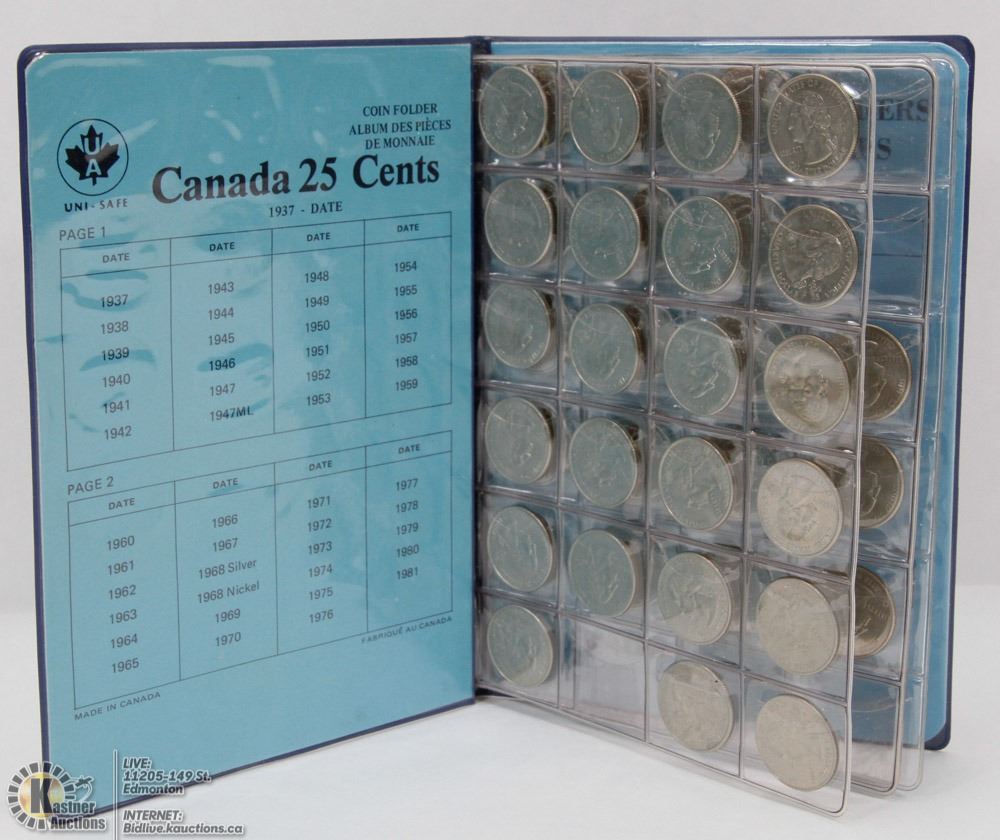 COIN FOLDER
ALBUM DES PIÈCES
DE MONNAIE
UA
UNI-SAFE
Canada 25 Cents
1937 - DATE
PAGE 1
DATE DATE DATE DATE
1937 1943 1948 1954
1938 1944 1949 1955
1939 1945 1950 1956
1940 1946 1951 1957
1941 1947 1952 1958
1942 1947ML 1953 1959
PAGE 2
DATE DATE DATE DATE
1960 1966 1971 1977
1961 1967 1972 1978
1962 1968 Silver 1973 1979
1963 1968 Nickel 1974 1980
1964 1969 1975 1981
1965 1970 1976
MADE IN CANADA
FABRIQUÉ AU CANADA
Kastner
Auctions
LIVE:
11205-149 St.
Edmonton
INTERNET:
Bidlive.kauctions.ca